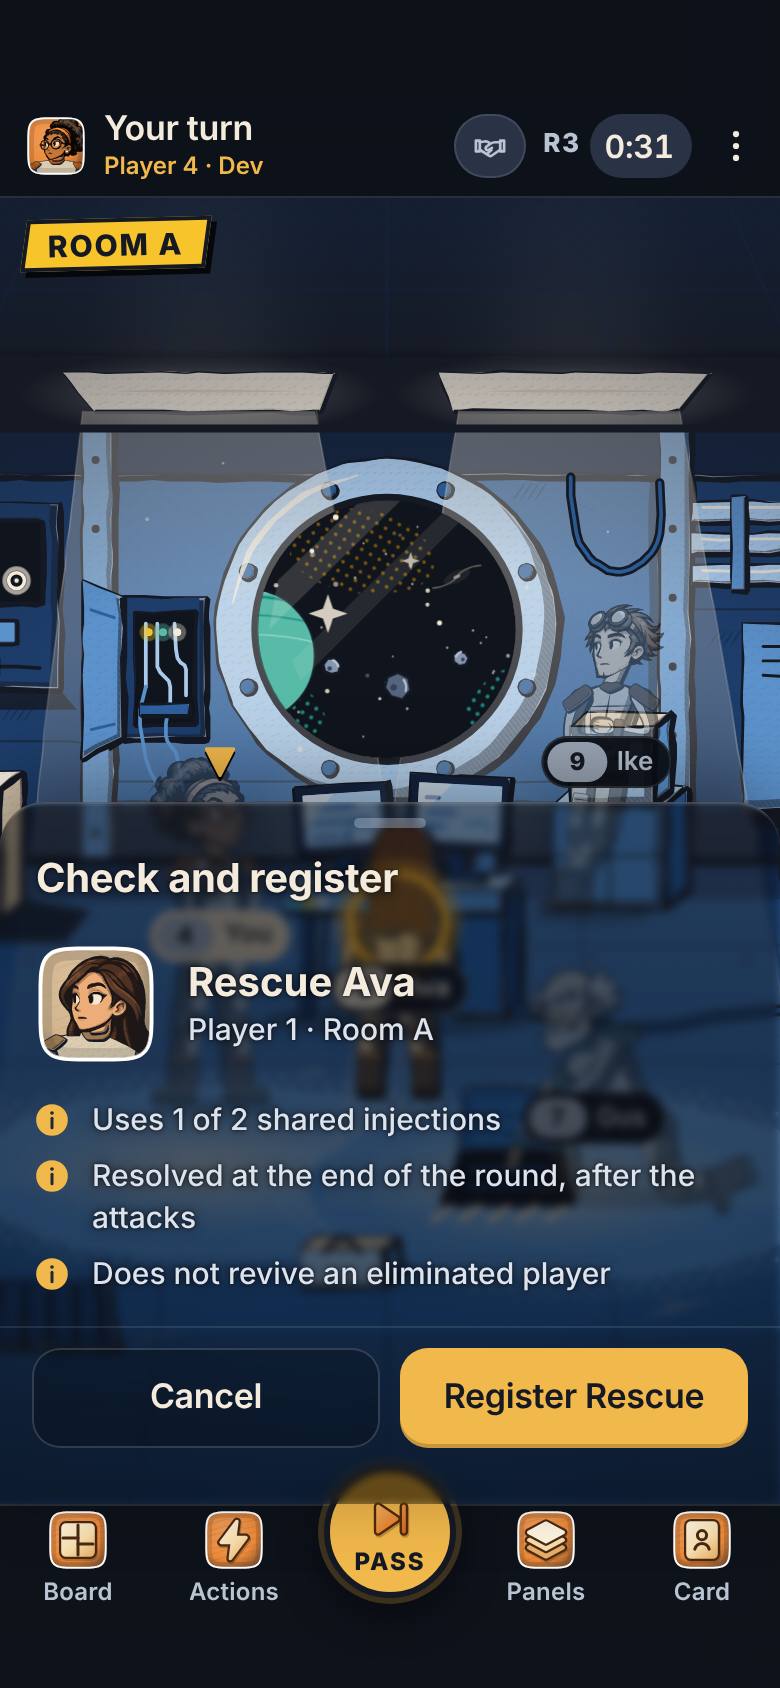 Your turn
Player 4 · Dev
R3
0:31
ROOM A
9 Ike
Check and register
Rescue Ava
Player 1 · Room A
Uses 1 of 2 shared injections
Resolved at the end of the round, after the
attacks
Does not revive an eliminated player
Cancel
Register Rescue
PASS
Board
Actions
Panels
Card